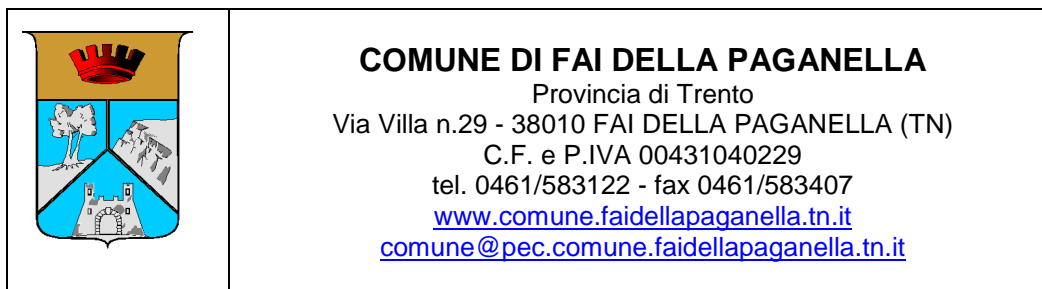 COMUNE DI FAI DELLA PAGANELLA
Provincia di Trento
Via Villa n.29 - 38010 FAI DELLA PAGANELLA (TN)
C.F. e P.IVA 00431040229
tel. 0461/583122 - fax 0461/583407
www.comune.faidellapaganella.tn.it
comune@pec.comune.faidellapaganella.tn.it